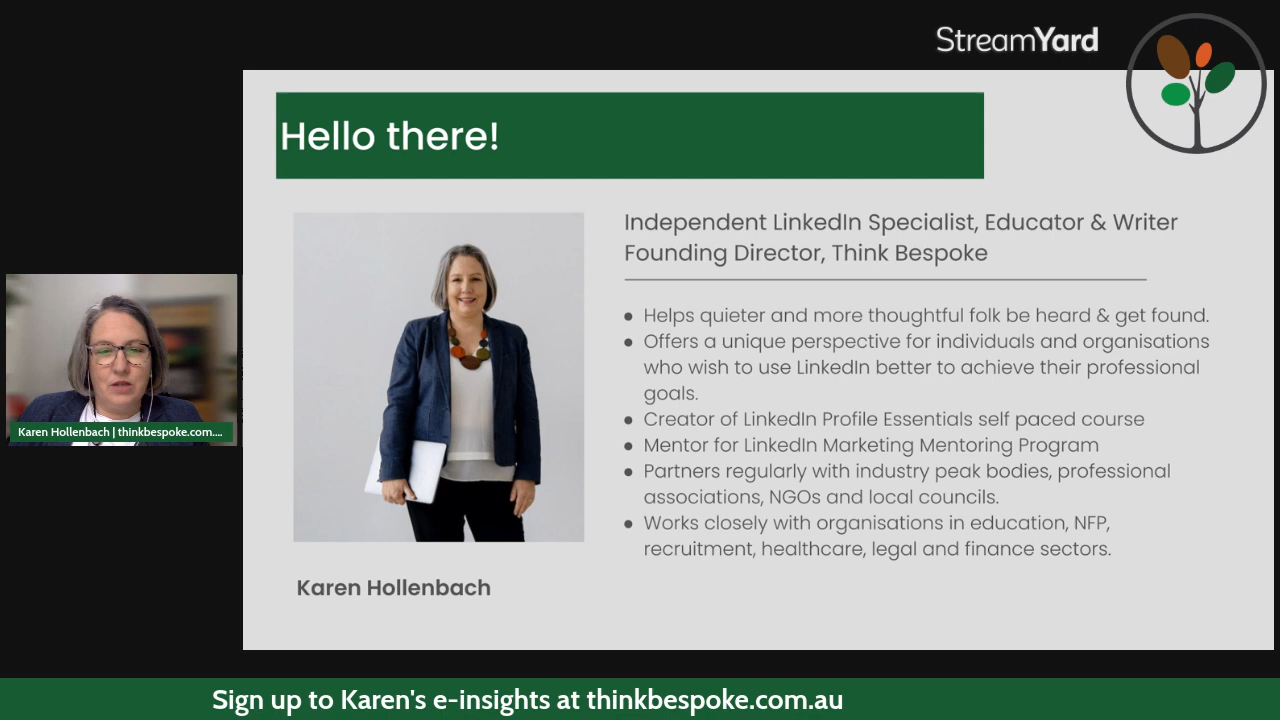 StreamYard
Hello there!
Independent LinkedIn Specialist, Educator & Writer
Founding Director, Think Bespoke
● Helps quieter and more thoughtful folk be heard & get found.
● Offers a unique perspective for individuals and organisations
who wish to use LinkedIn better to achieve their professional
goals.
● Creator of LinkedIn Profile Essentials self paced course
● Mentor for LinkedIn Marketing Mentoring Program
● Partners regularly with industry peak bodies, professional
associations, NGOs and local councils.
● Works closely with organisations in education, NFP,
recruitment, healthcare, legal and finance sectors.
Karen Hollenbach
Karen Hollenbach | thinkbespoke.com....
Sign up to Karen's e-insights at thinkbespoke.com.au